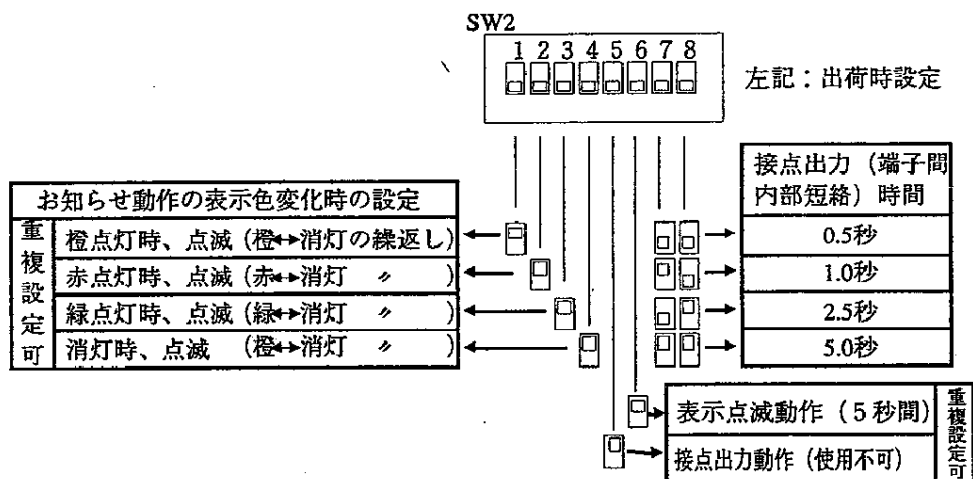 SW2
1 2 3 4 5 6 7 8
左記：出荷時設定
お知らせ動作の表示色変化時の設定
重複設定可
橙点灯時、点滅（橙↔消灯の繰返し）
赤点灯時、点滅（赤↔消灯 〃 ）
緑点灯時、点滅（緑↔消灯 〃 ）
消灯時、点滅 （橙↔消灯 〃 ）
接点出力（端子間
内部短絡）時間
0.5秒
1.0秒
2.5秒
5.0秒
表示点滅動作（５秒間）
接点出力動作（使用不可）
重複設定可